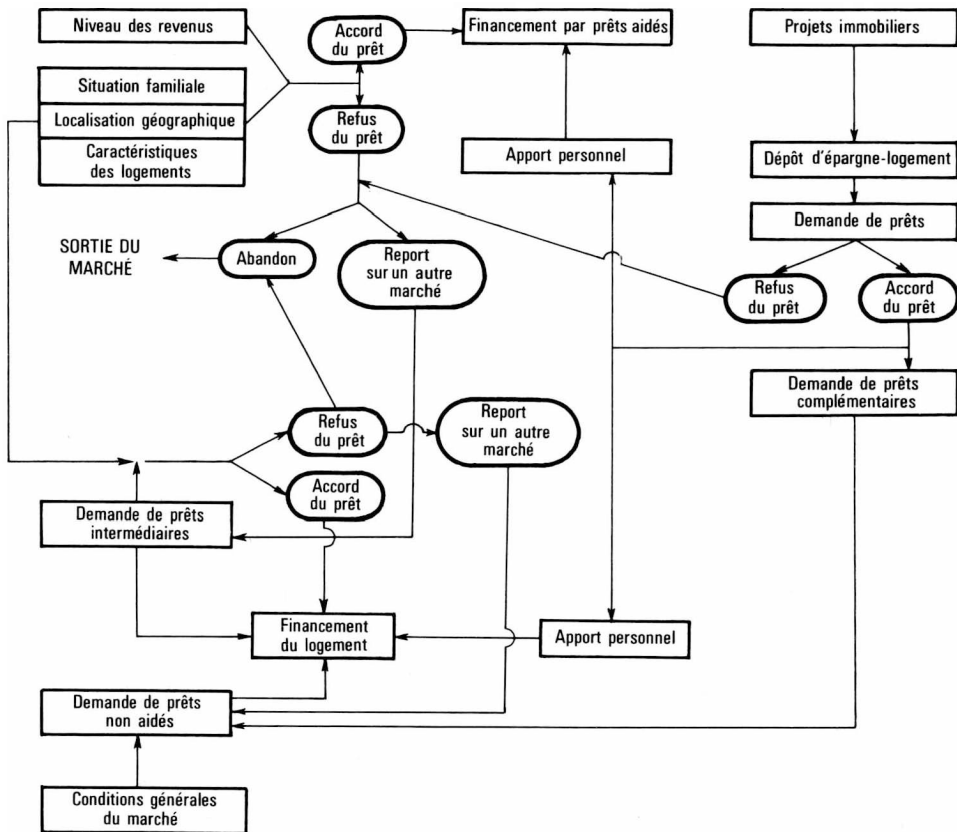 Niveau des revenus
Accord
du prêt
Financement par prêts aidés
Projets immobiliers
Situation familiale
Localisation géographique
Caractéristiques
des logements
Refus
du prêt
Apport personnel
Dépôt d'épargne-logement
Demande de prêts
SORTIE DU
MARCHÉ
Abandon
Report
sur un autre
marché
Refus
du prêt
Accord
du prêt
Demande de prêts
complémentaires
Refus
du prêt
Report
sur un autre
marché
Accord
du prêt
Demande de prêts
intermédiaires
Financement
du logement
Apport personnel
Demande de prêts
non aidés
Conditions générales
du marché